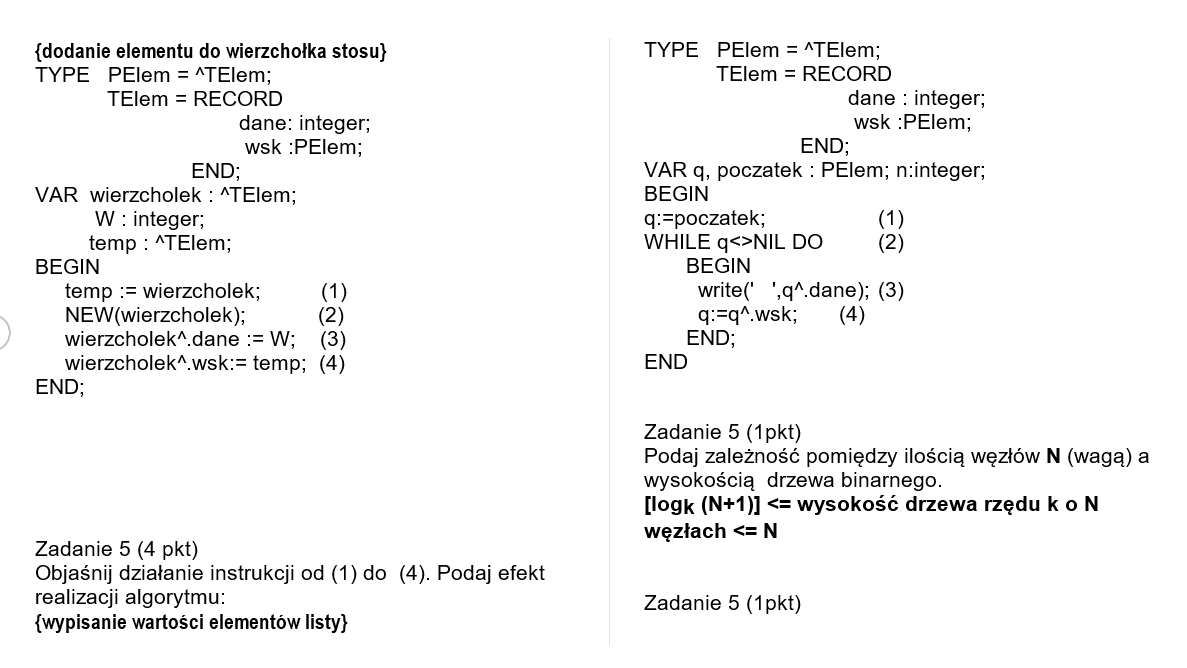 {dodanie elementu do wierzchołka stosu}
TYPE PElem = ^TElem;
TElem = RECORD
dane: integer;
wsk :PElem;
END;
VAR wierzcholek : ^TElem;
W : integer;
temp : ^TElem;
BEGIN
temp := wierzcholek; (1)
NEW(wierzcholek); (2)
wierzcholek^.dane := W; (3)
wierzcholek^.wsk:= temp; (4)
END;
Zadanie 5 (4 pkt)
Objaśnij działanie instrukcji od (1) do (4). Podaj efekt
realizacji algorytmu:
{wypisanie wartości elementów listy}
TYPE PElem = ^TElem;
TElem = RECORD
dane : integer;
wsk :PElem;
END;
VAR q, poczatek : PElem; n:integer;
BEGIN
q:=poczatek; (1)
WHILE q<>NIL DO (2)
BEGIN
write(' ',q^.dane); (3)
q:=q^.wsk; (4)
END;
END
Zadanie 5 (1pkt)
Podaj zależność pomiędzy ilością węzłów N (wagą) a
wysokością drzewa binarnego.
[logk (N+1)] <= wysokość drzewa rzędu k o N
węzłach <= N
Zadanie 5 (1pkt)